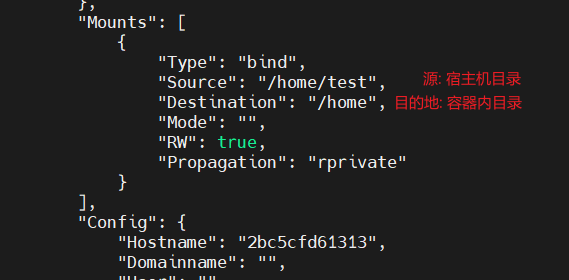 },
"Mounts": [
{
"Type": "bind",
"Source": "/home/test", 源: 宿主机目录
"Destination": "/home", 目的地: 容器内目录
"Mode": "",
"RW": true,
"Propagation": "rprivate"
}
],
"Config": {
"Hostname": "2bc5cfd61313",
"Domainname": "",